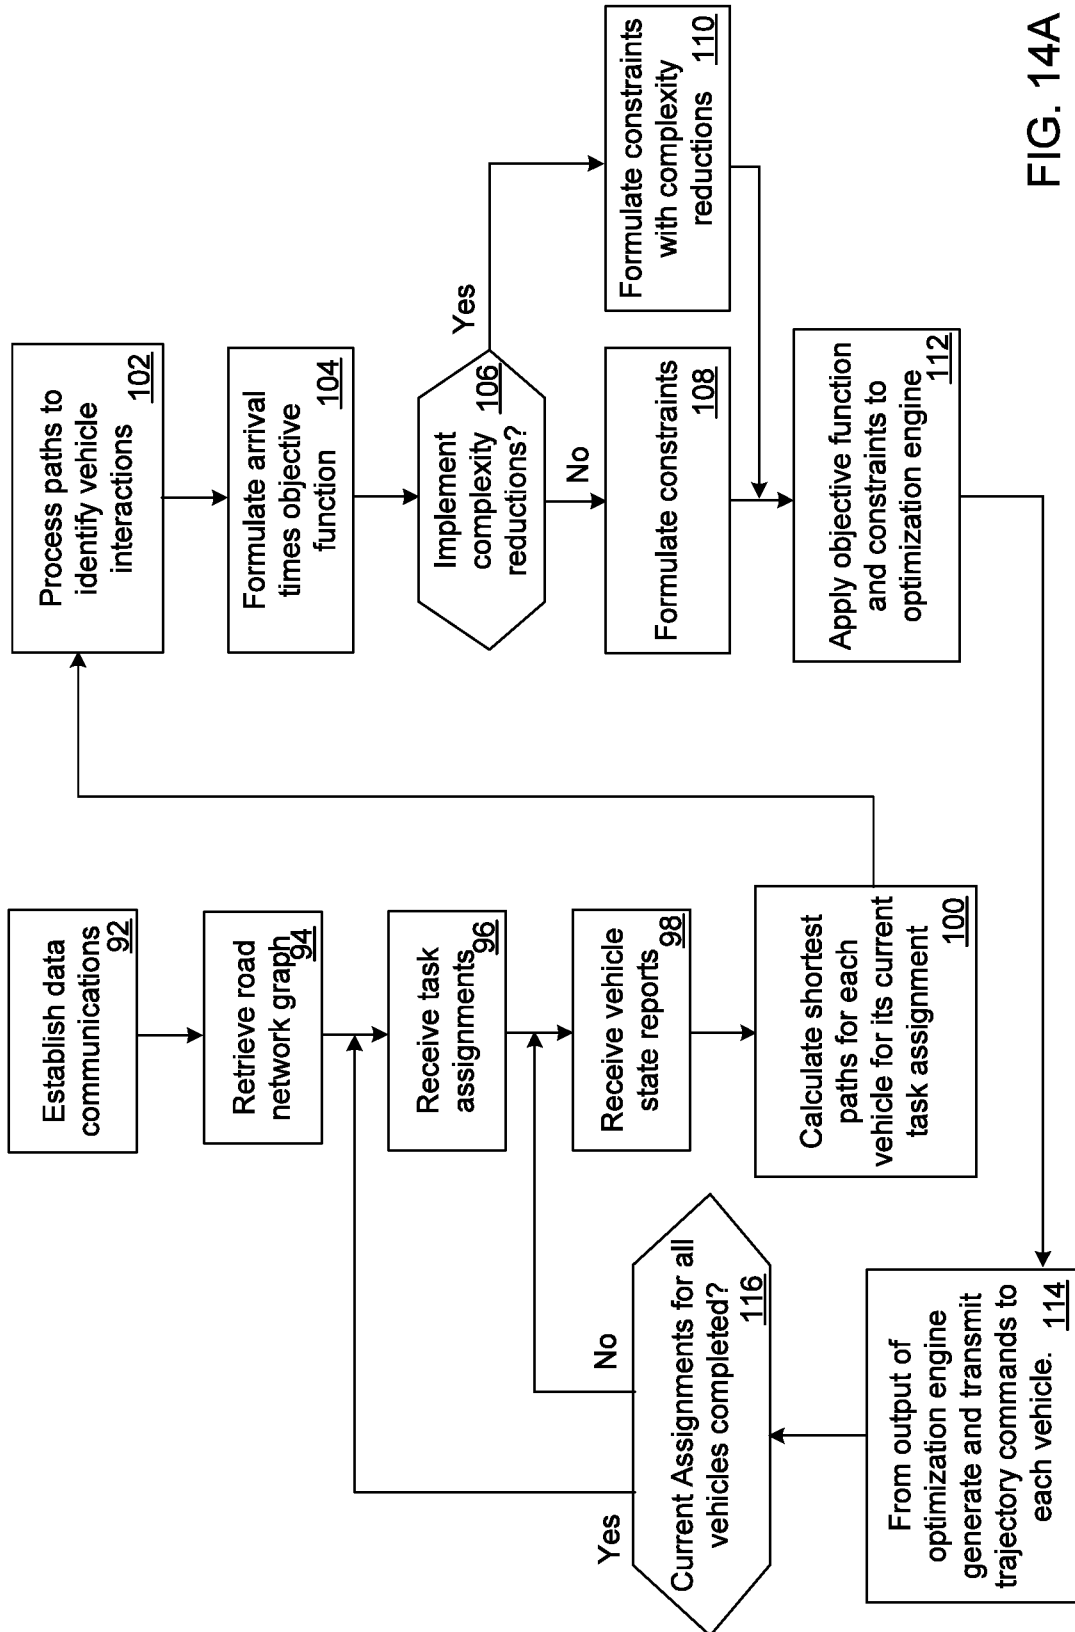 Establish data
communications
92
Retrieve road
network graph
94
Receive task
assignments
96
Receive vehicle
state reports
98
Calculate shortest
paths for each
vehicle for its current
task assignment
100
Process paths to
identify vehicle
interactions
102
Formulate arrival
times objective
function
104
Implement
complexity
reductions?
106
Yes
No
Formulate constraints
108
Formulate constraints
with complexity
reductions
110
Apply objective function
and constraints to
optimization engine
112
From output of
optimization engine
generate and transmit
trajectory commands to
each vehicle.
114
Current Assignments for all
vehicles completed?
116
Yes
No
FIG. 14A